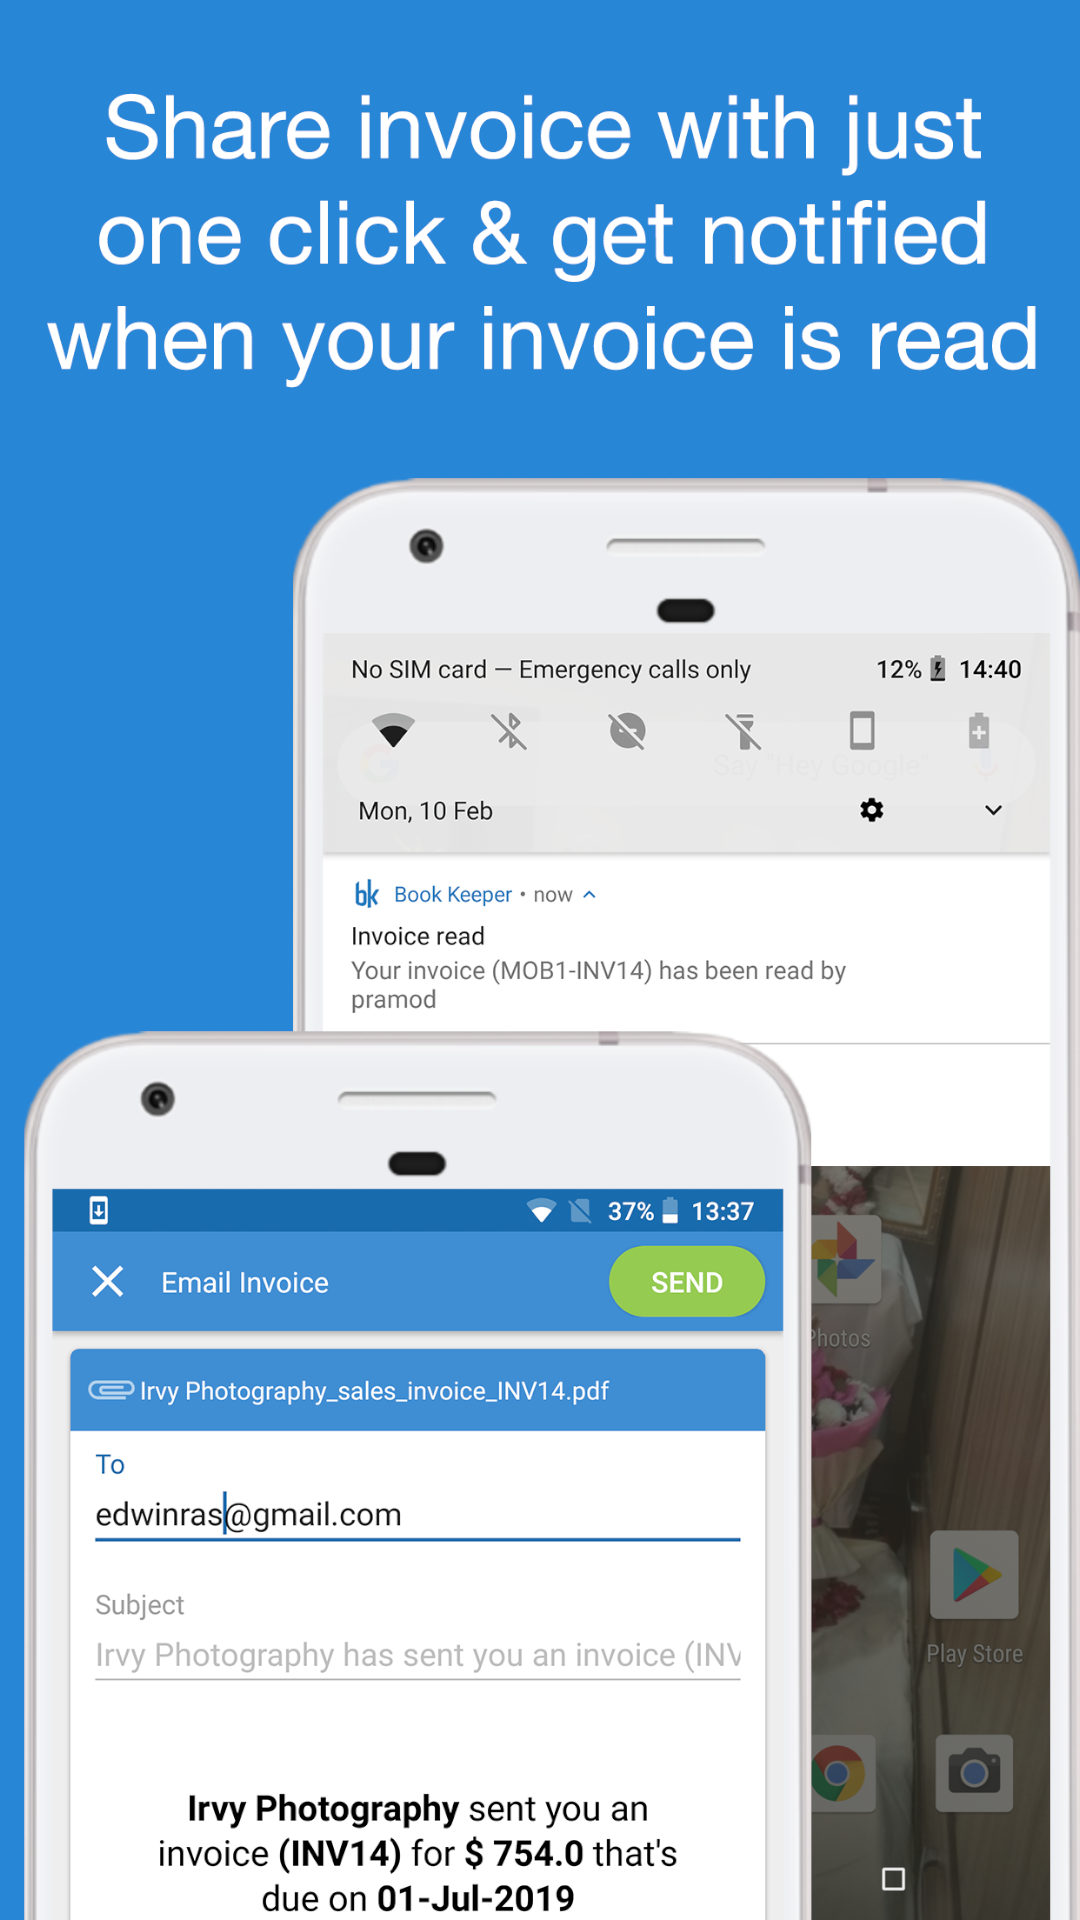 Share invoice with just
one click & get notified
when your invoice is read
No SIM card — Emergency calls only 12% 14:40
Say "Hey Google"
Mon, 10 Feb
bk Book Keeper • now
Invoice read
Your invoice (MOB1-INV14) has been read by
pramod
37% 13:37
Email Invoice SEND
Irvy Photography_sales_invoice_INV14.pdf
To
edwinras@gmail.com
Subject
Irvy Photography has sent you an invoice (INV
Irvy Photography sent you an
invoice (INV14) for $ 754.0 that's
due on 01-Jul-2019
Photos
Play Store